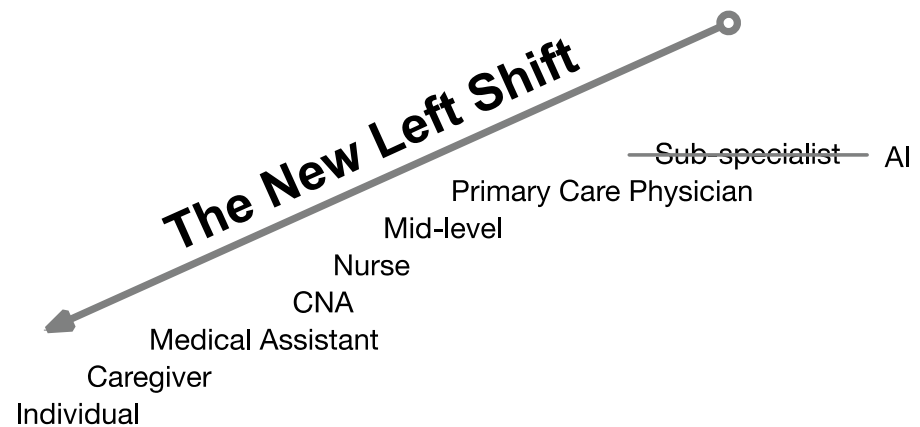 The New Left Shift
Sub-specialist AI
Primary Care Physician
Mid-level
Nurse
CNA
Medical Assistant
Caregiver
Individual